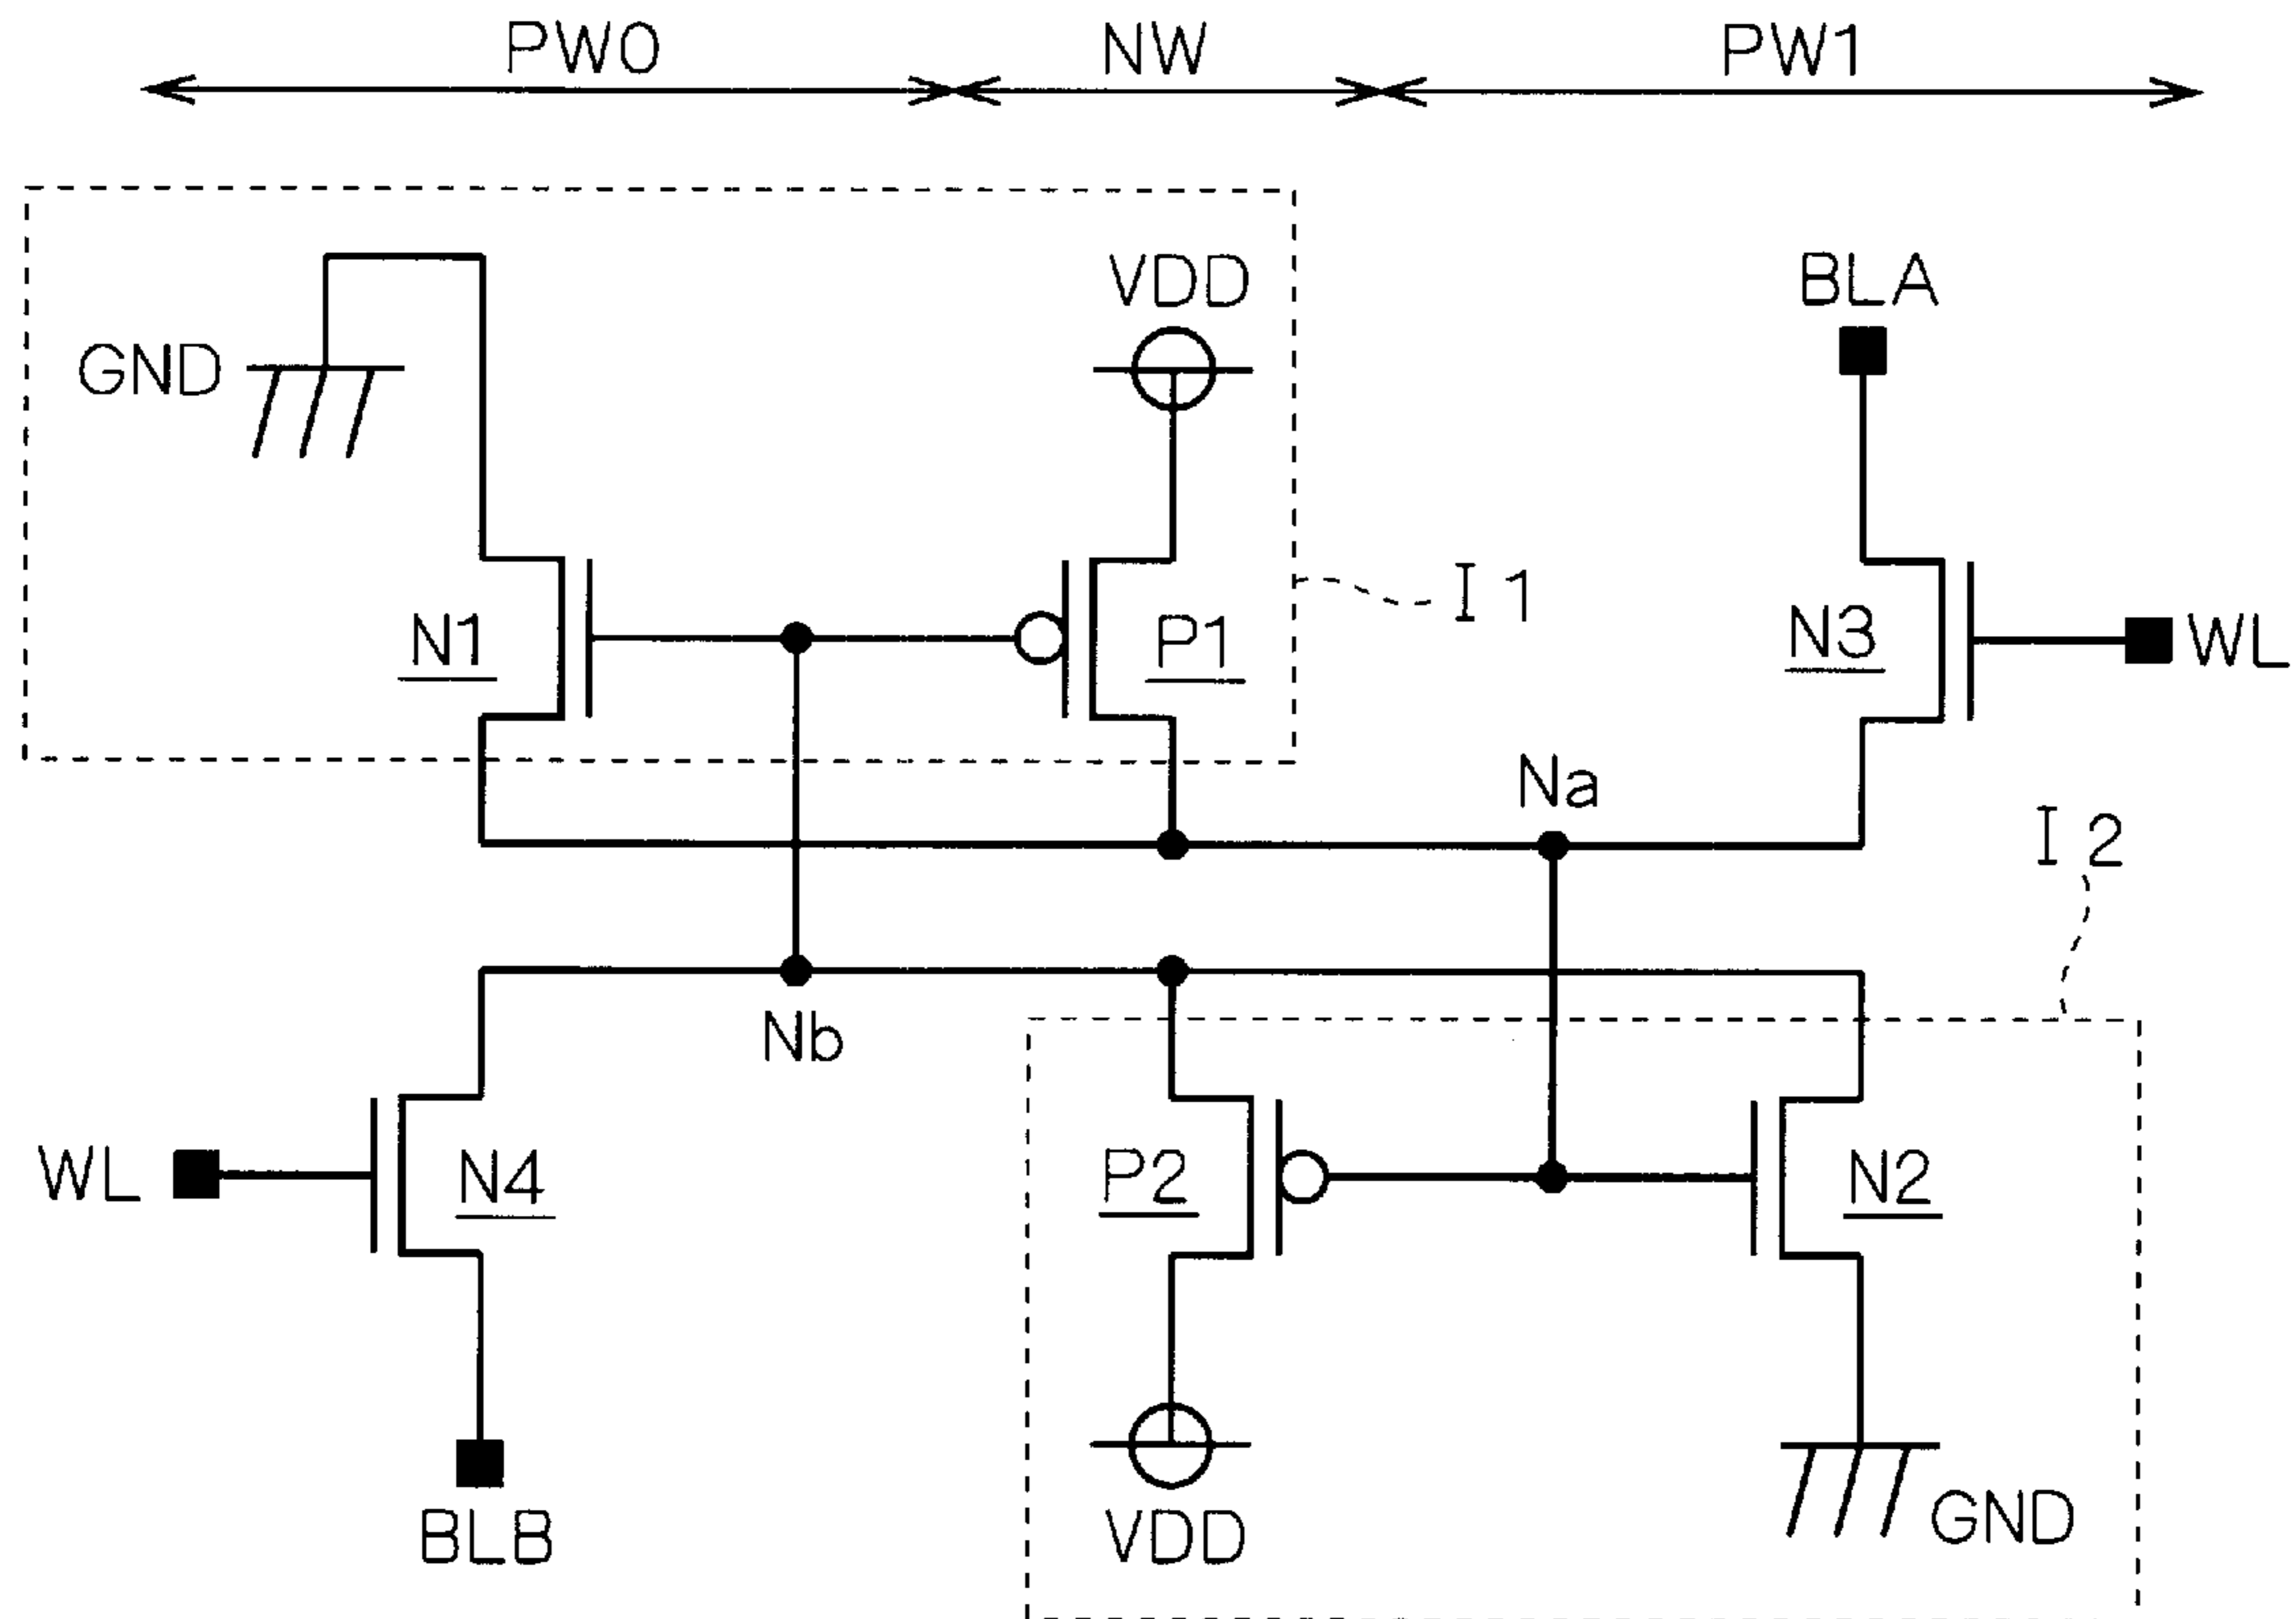 PW0 NW PW1
VDD BLA
GND
I1
N1 P1 N3 WL
Na
I2
Nb
WL N4 P2 N2
BLB VDD GND